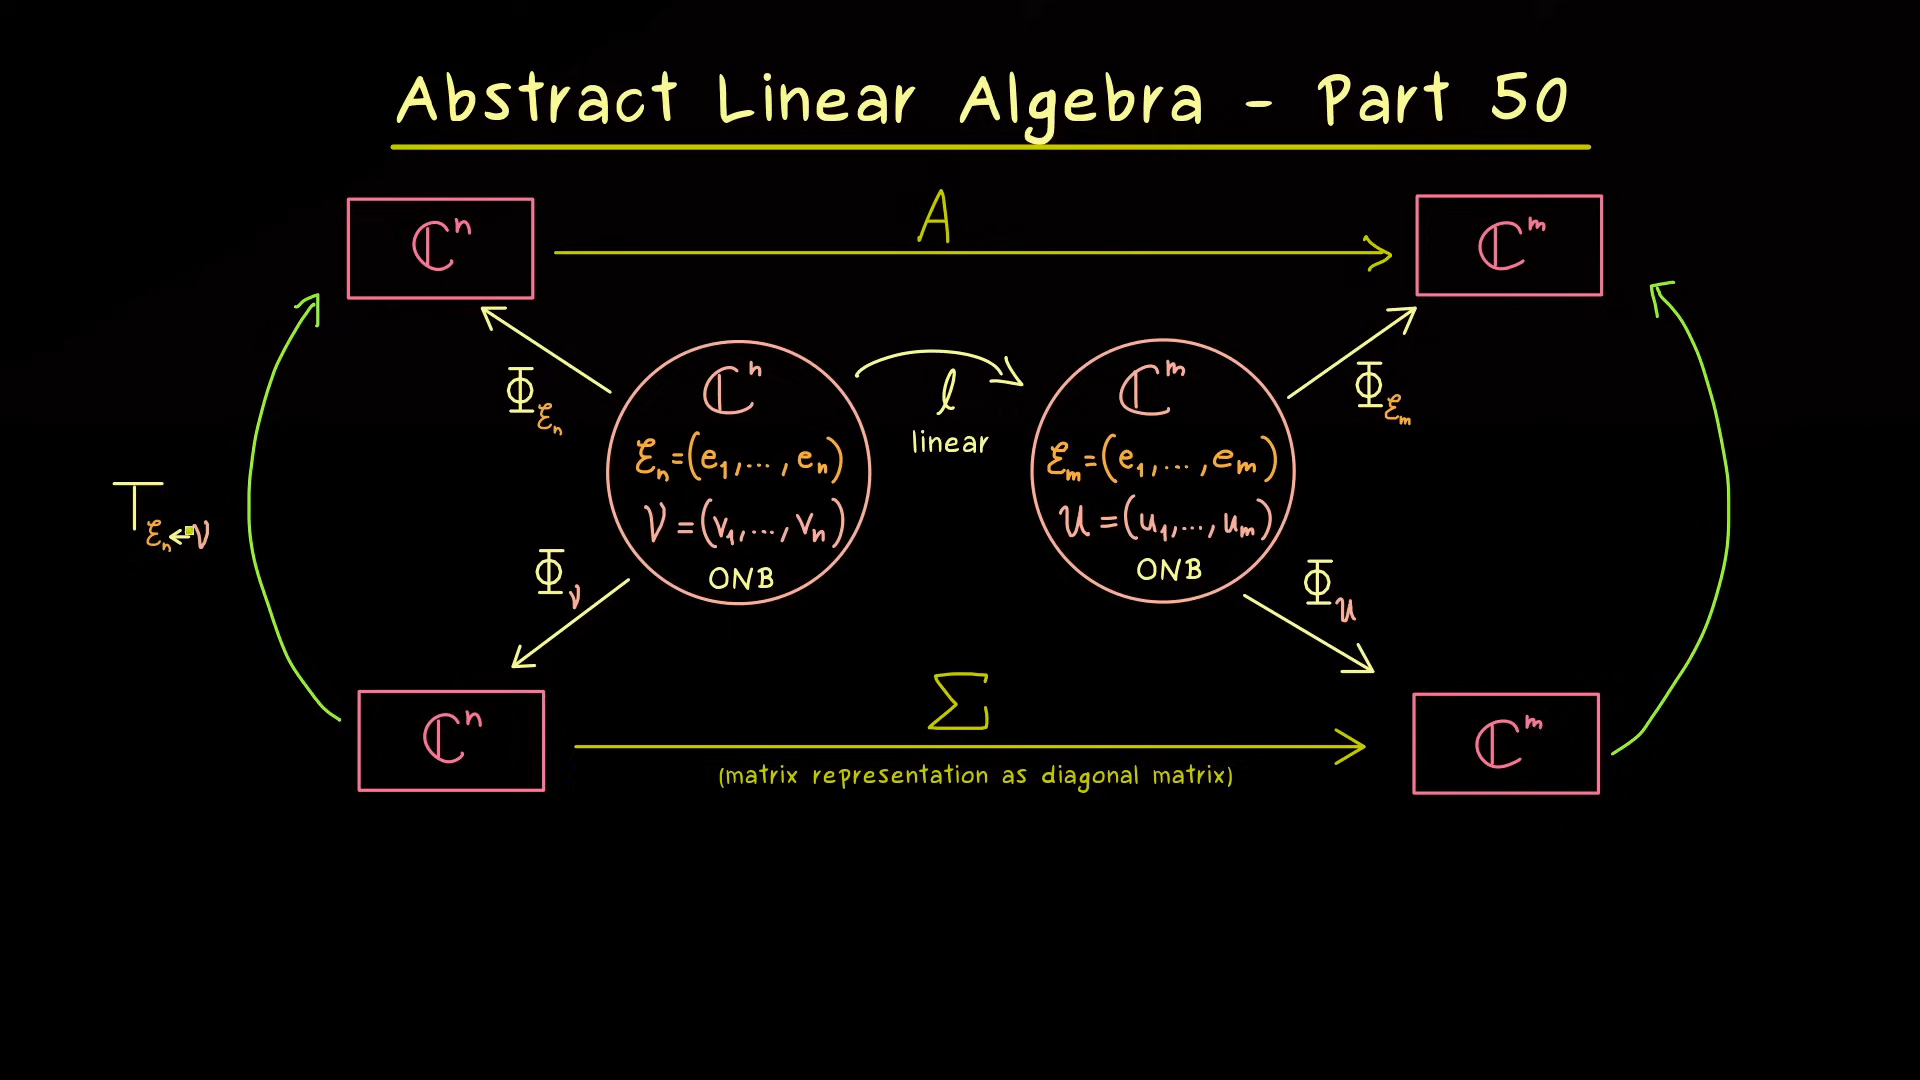 Abstract Linear Algebra - Part 50
A
ℂⁿ
ℂᵐ
Φ_ℰₙ
ℂⁿ
ℰₙ=(e₁,...,eₙ)
𝒱=(v₁,...,vₙ)
ONB
l
linear
ℂᵐ
ℰₘ=(e₁,...,eₘ)
𝒰=(u₁,...,uₘ)
ONB
Φ_ℰₘ
T_ℰₙ←𝒱
Φ_𝒱
Φ_𝒰
ℂⁿ
Σ
(matrix representation as diagonal matrix)
ℂᵐ